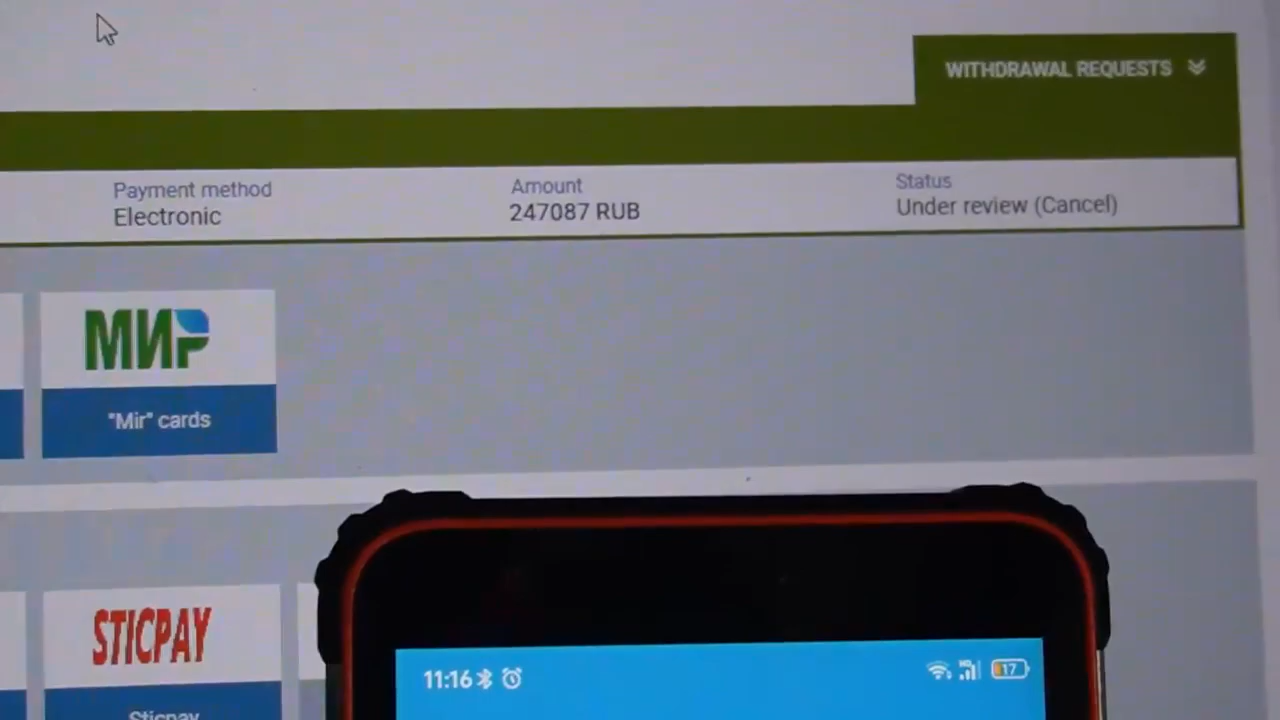 WITHDRAWAL REQUESTS
Payment method
Electronic
Amount
247087 RUB
Status
Under review (Cancel)
МИР
"Mir" cards
STICPAY
Sticpay
11:16
17